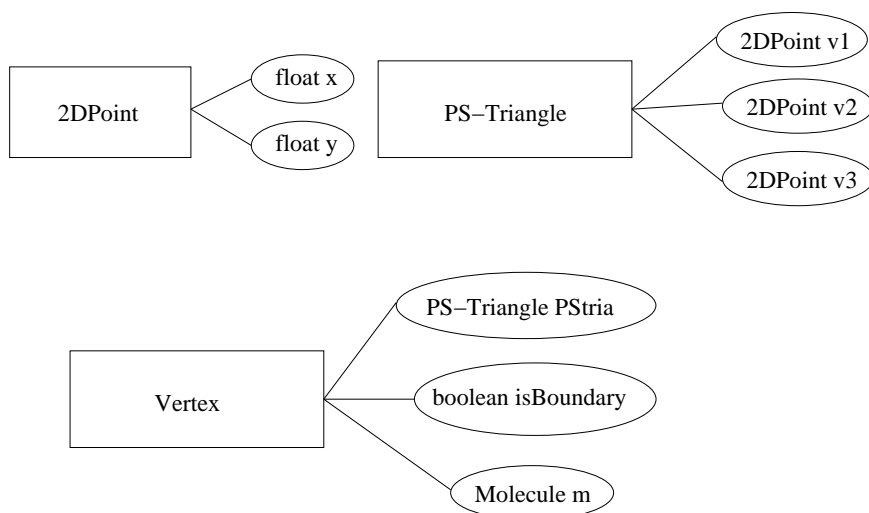 2DPoint
float x
float y
PS−Triangle
2DPoint v1
2DPoint v2
2DPoint v3
Vertex
PS−Triangle PStria
boolean isBoundary
Molecule m